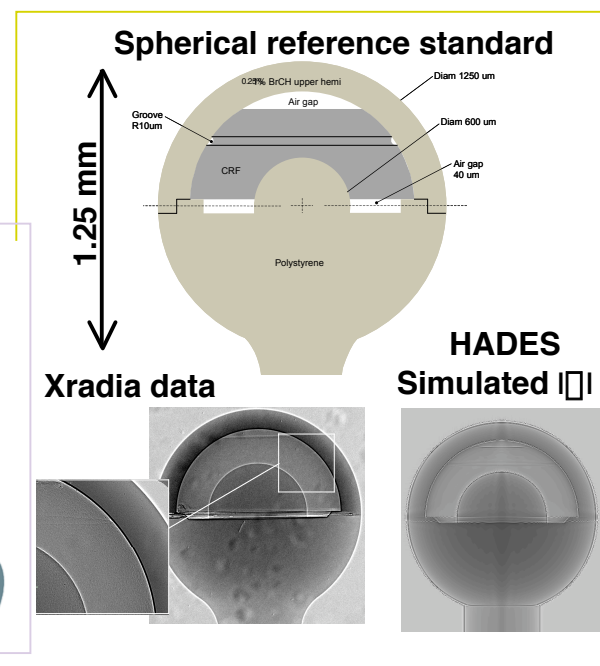 Spherical reference standard
BrCH upper hemi
Diam 1250 um
Air gap
Groove
R10um
Diam 600 um
Air gap
40 um
CRF
1.25 mm
Polystyrene
HADES
Simulated
Xradia data